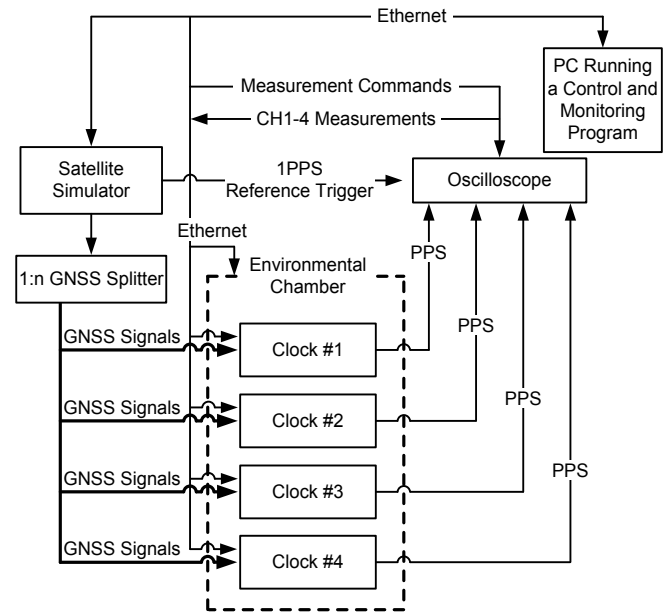 Ethernet
PC Running
a Control and
Monitoring
Program
Measurement Commands
CH1-4 Measurements
Satellite
Simulator
1PPS
Reference Trigger
Oscilloscope
Ethernet
1:n GNSS Splitter
Environmental
Chamber
PPS
PPS
PPS
PPS
GNSS Signals
Clock #1
GNSS Signals
Clock #2
GNSS Signals
Clock #3
GNSS Signals
Clock #4